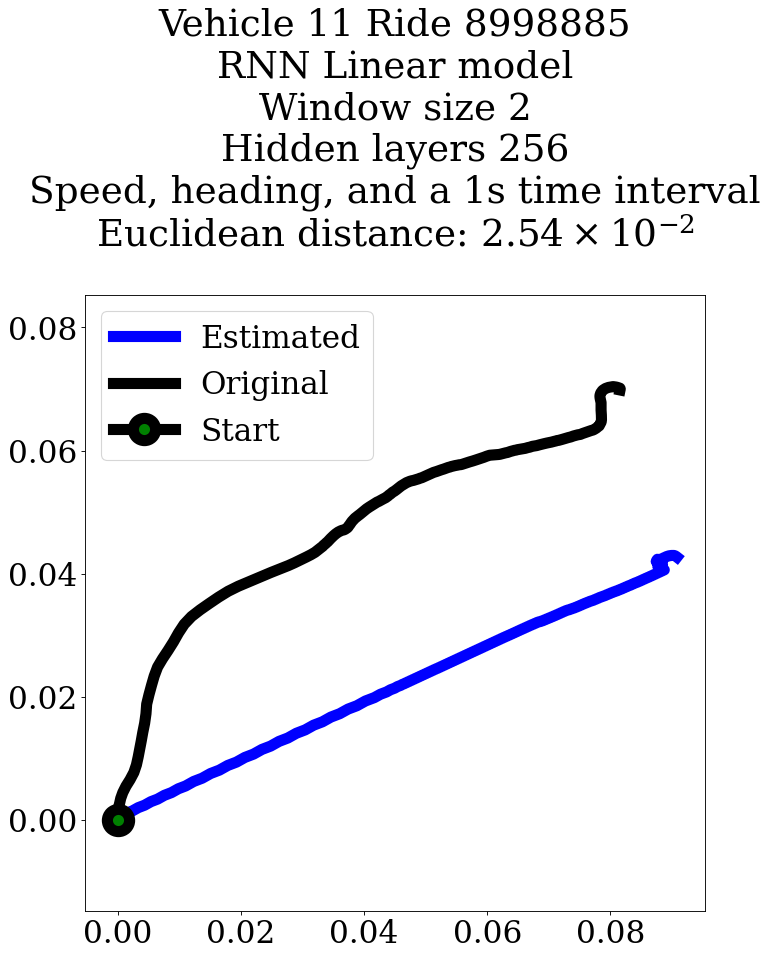 Vehicle 11 Ride 8998885
RNN Linear model
Window size 2
Hidden layers 256
Speed, heading, and a 1s time interval
Euclidean distance: 2.54 × 10⁻²
Estimated
Original
Start
0.08
0.06
0.04
0.02
0.00
0.00 0.02 0.04 0.06 0.08